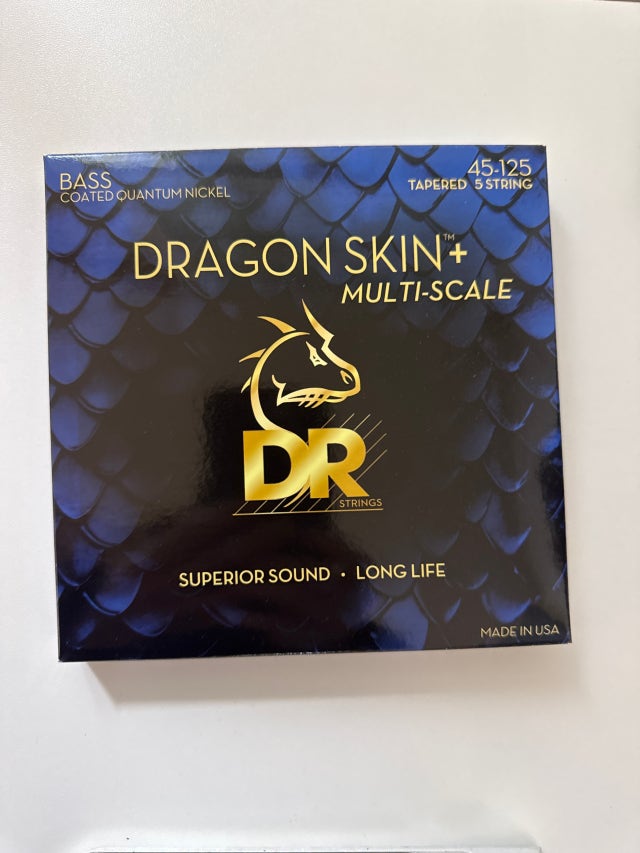 BASS
COATED QUANTUM NICKEL
45-125
TAPERED 5 STRING
DRAGON SKIN™+
MULTI-SCALE
DR
STRINGS
SUPERIOR SOUND • LONG LIFE
MADE IN USA